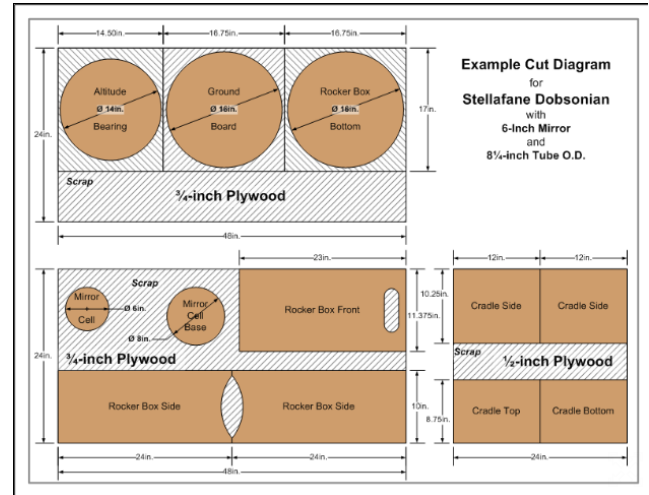 14.50in.
16.75in.
16.75in.
Example Cut Diagram
for
Stellafane Dobsonian
with
6-Inch Mirror
and
8¼-inch Tube O.D.
24in.
Altitude
Ø 14in.
Bearing
Ground
Ø 16in.
Board
Rocker Box
Ø 16in.
Bottom
17in.
Scrap
¾-inch Plywood
48in.
23in.
12in.
12in.
Scrap
Mirror
Ø 6in.
Cell
Mirror
Cell
Base
Ø 8in.
Rocker Box Front
11.375in.
10.25in.
Cradle Side
Cradle Side
24in.
¾-inch Plywood
Scrap
½-inch Plywood
Rocker Box Side
Rocker Box Side
10in.
8.75in.
Cradle Top
Cradle Bottom
24in.
24in.
24in.
48in.